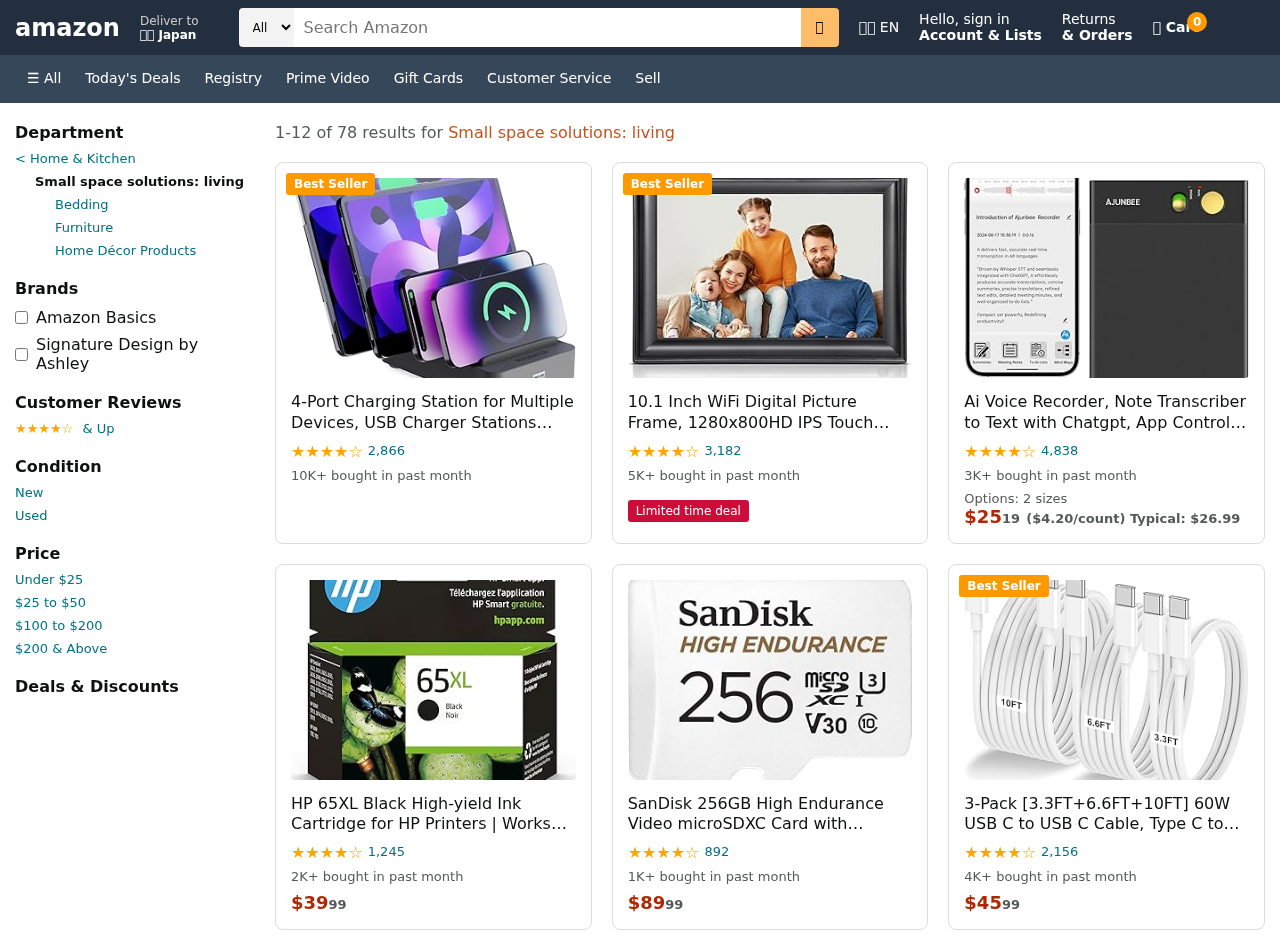 amazon
Deliver to
Japan
All
Search Amazon
EN
Hello, sign in
Account & Lists
Returns
& Orders
0
☰ All
Today's Deals
Registry
Prime Video
Gift Cards
Customer Service
Sell
Department
< Home & Kitchen
Small space solutions: living
Bedding
Furniture
Home Décor Products
Brands
Amazon Basics
Signature Design by
Ashley
Customer Reviews
★★★★☆ & Up
Condition
New
Used
Price
Under $25
$25 to $50
$100 to $200
$200 & Above
Deals & Discounts
1-12 of 78 results for Small space solutions: living
Best Seller
4-Port Charging Station for Multiple
Devices, USB Charger Stations…
★★★★☆ 2,866
10K+ bought in past month
Best Seller
10.1 Inch WiFi Digital Picture
Frame, 1280x800HD IPS Touch…
★★★★☆ 3,182
5K+ bought in past month
Limited time deal
Introduction of Ajunbee Recorder
AJUNBEE
Ai Voice Recorder, Note Transcriber
to Text with Chatgpt, App Control…
★★★★☆ 4,838
3K+ bought in past month
Options: 2 sizes
$2519 ($4.20/count) Typical: $26.99
hp
Téléchargez l'application
HP Smart gratuite.
hpapp.com
65XL
Black
Noir
HP 65XL Black High-yield Ink
Cartridge for HP Printers | Works…
★★★★☆ 1,245
2K+ bought in past month
$3999
SanDisk
HIGH ENDURANCE
256
micro SD XC I U3
V30 10
SanDisk 256GB High Endurance
Video microSDXC Card with…
★★★★☆ 892
1K+ bought in past month
$8999
Best Seller
10FT
6.6FT
3.3FT
3-Pack [3.3FT+6.6FT+10FT] 60W
USB C to USB C Cable, Type C to…
★★★★☆ 2,156
4K+ bought in past month
$4599